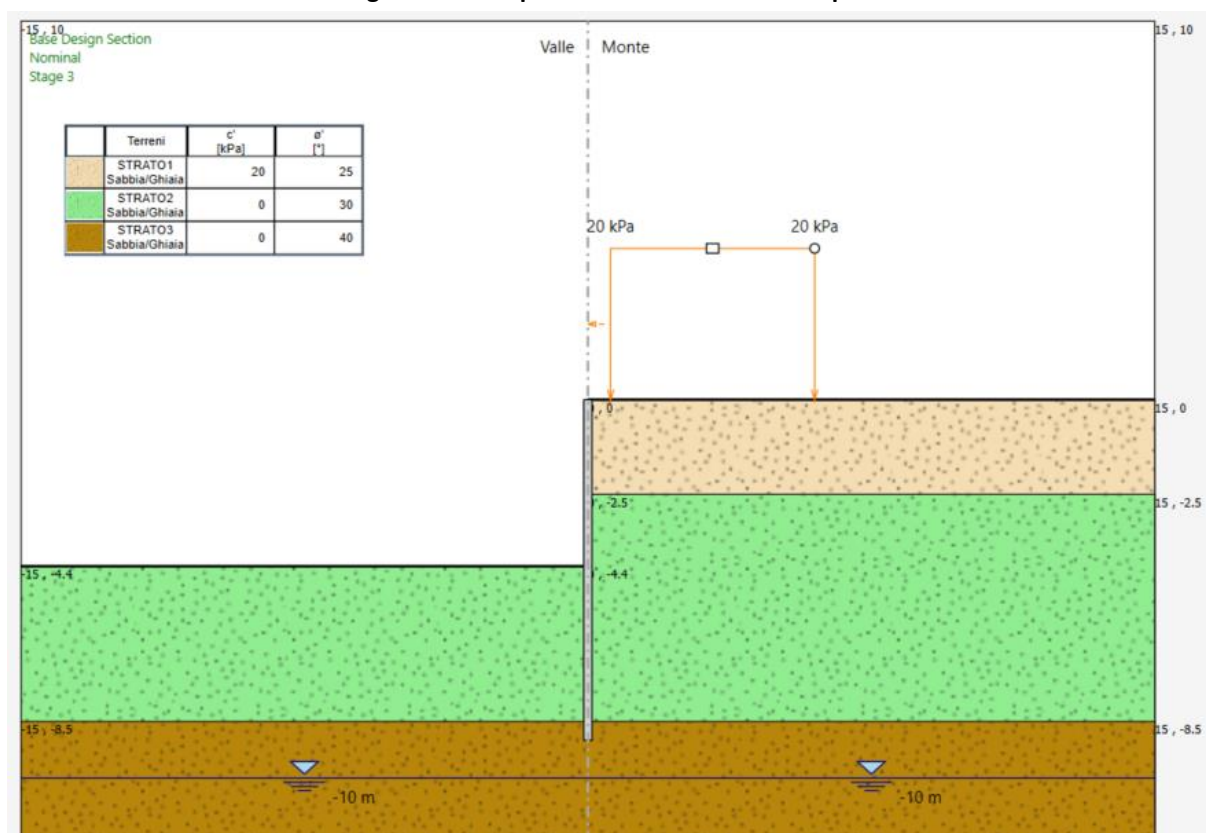 -15 , 10
Base Design Section
Nominal
Stage 3
Valle
Monte
15 , 10
Terreni c' [kPa] ø' [°]
STRATO1 Sabbia/Ghiaia 20 25
STRATO2 Sabbia/Ghiaia 0 30
STRATO3 Sabbia/Ghiaia 0 40
20 kPa
20 kPa
, 0
15 , 0
, -2.5
15 , -2.5
-15 , -4.4
, -4.4
-15 , -8.5
15 , -8.5
-10 m
-10 m